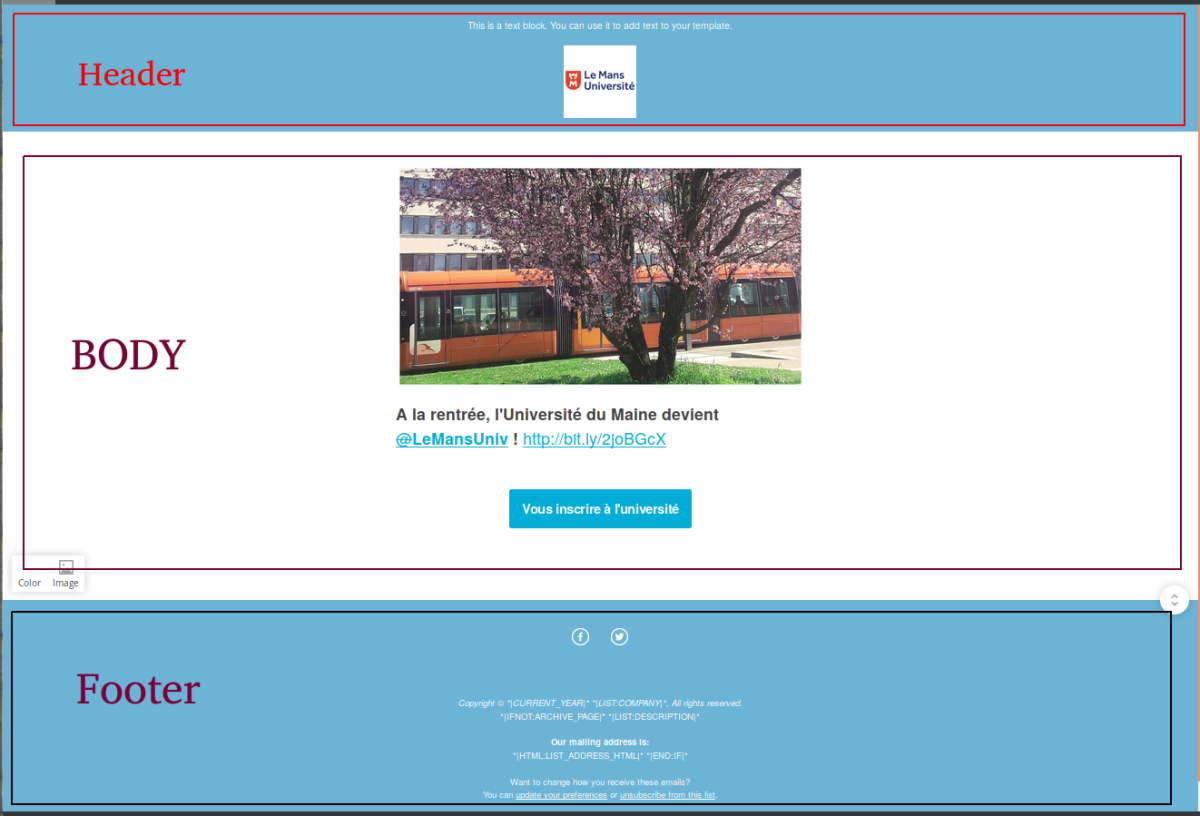 This is a text block. You can use it to add text to your template.
Header
Le Mans
Université
BODY
A la rentrée, l'Université du Maine devient
@LeMansUniv ! http://bit.ly/2joBGcX
Vous inscrire à l'université
Color Image
Footer
Copyright © *|CURRENT_YEAR|* *|LIST:COMPANY|*, All rights reserved.
*|IFNOT:ARCHIVE_PAGE|* *|LIST:DESCRIPTION|*
Our mailing address is:
*|HTML:LIST_ADDRESS_HTML|* *|END:IF|*
Want to change how you receive these emails?
You can update your preferences or unsubscribe from this list.